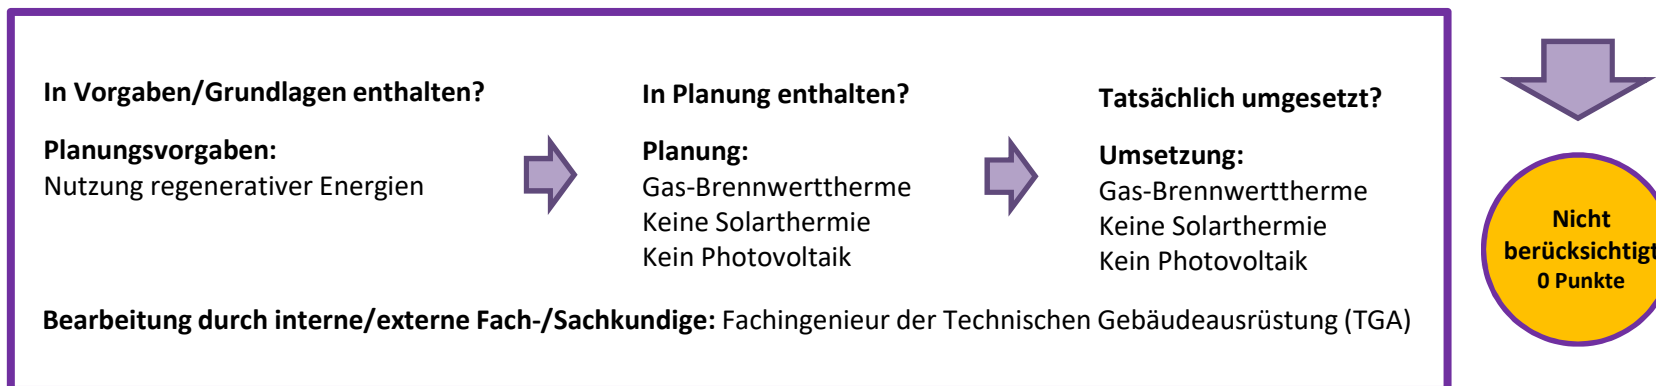 In Vorgaben/Grundlagen enthalten?
Planungsvorgaben:
Nutzung regenerativer Energien
In Planung enthalten?
Planung:
Gas-Brennwerttherme
Keine Solarthermie
Kein Photovoltaik
Tatsächlich umgesetzt?
Umsetzung:
Gas-Brennwerttherme
Keine Solarthermie
Kein Photovoltaik
Bearbeitung durch interne/externe Fach-/Sachkundige: Fachingenieur der Technischen Gebäudeausrüstung (TGA)
Nicht
berücksichtigt
0 Punkte